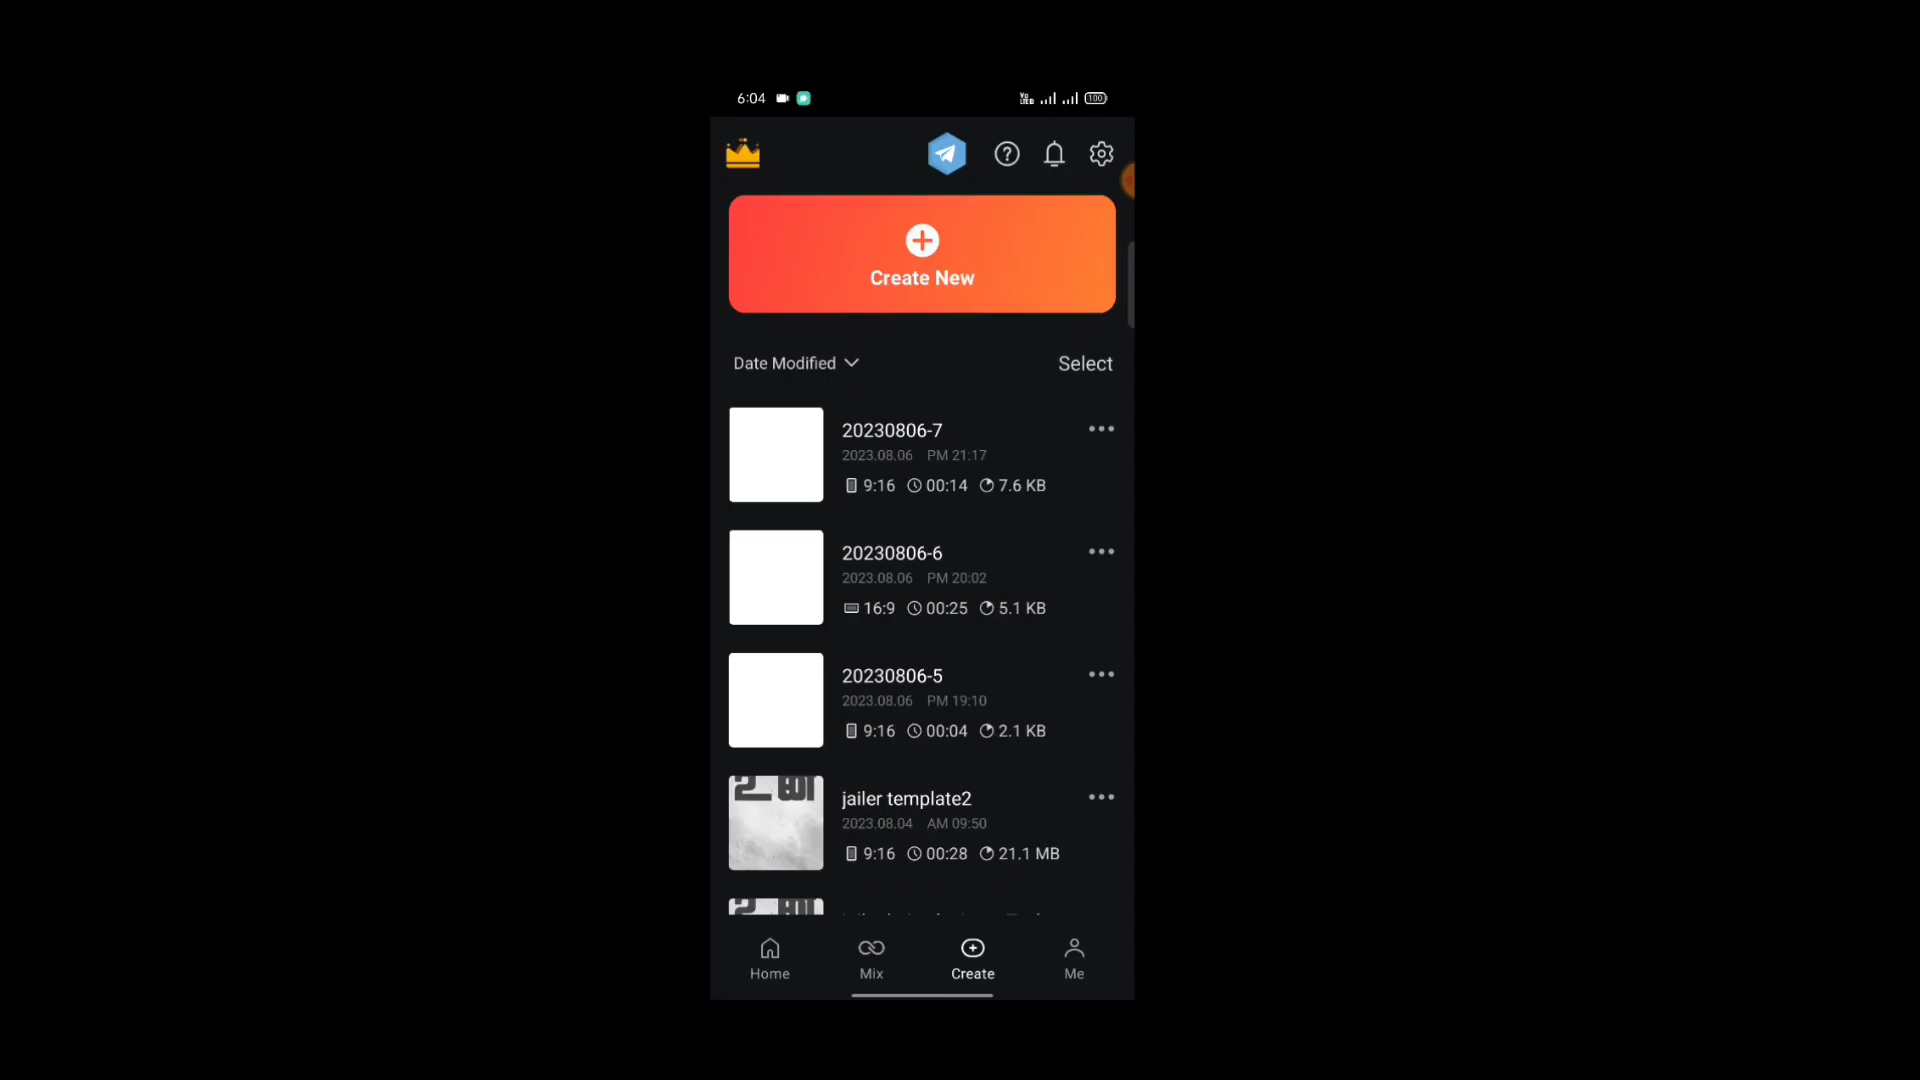 6:04
Vo LTE 100
Create New
Date Modified
Select
20230806-7
2023.08.06 PM 21:17
9:16 00:14 7.6 KB
20230806-6
2023.08.06 PM 20:02
16:9 00:25 5.1 KB
20230806-5
2023.08.06 PM 19:10
9:16 00:04 2.1 KB
jailer template2
2023.08.04 AM 09:50
9:16 00:28 21.1 MB
Home Mix Create Me